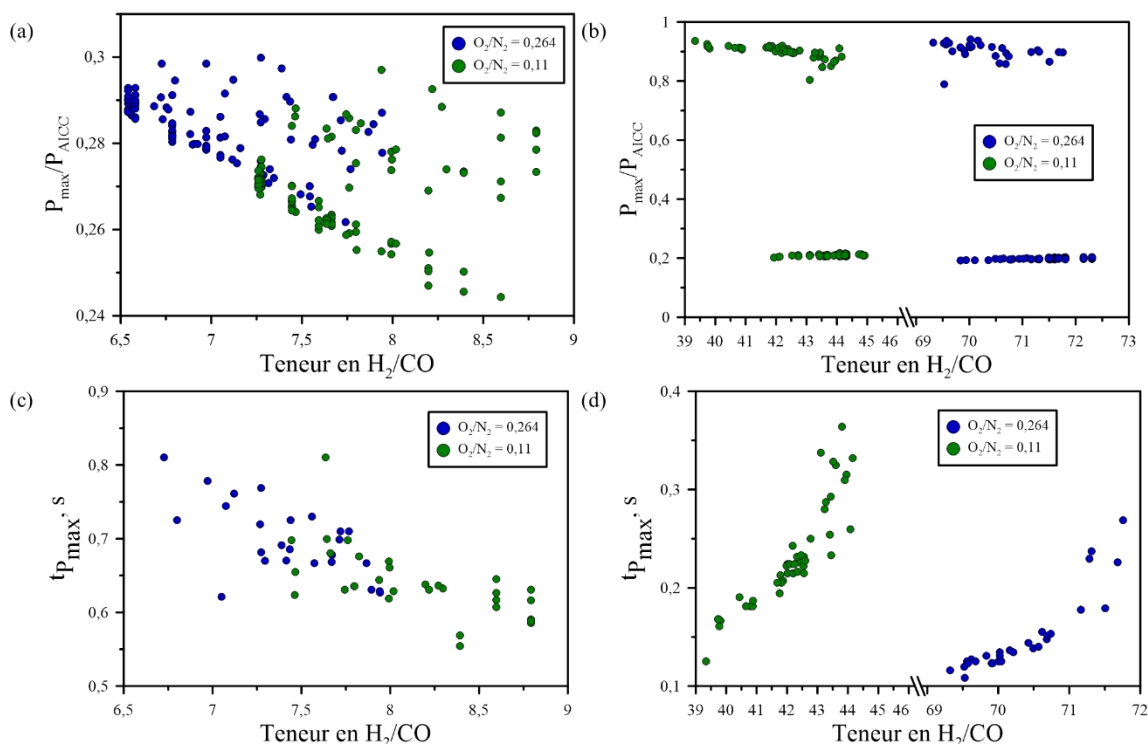 (a)
0,3
0,28
0,26
0,24
P_max/P_AICC
O₂/N₂ = 0,264
O₂/N₂ = 0,11
6,5 7 7,5 8 8,5 9
Teneur en H₂/CO
(b)
1
0,8
0,6
0,4
0,2
0
P_max/P_AICC
O₂/N₂ = 0,264
O₂/N₂ = 0,11
39 40 41 42 43 44 45 46 69 70 71 72 73
Teneur en H₂/CO
(c)
0,9
0,8
0,7
0,6
0,5
t_Pmax, s
O₂/N₂ = 0,264
O₂/N₂ = 0,11
6,5 7 7,5 8 8,5 9
Teneur en H₂/CO
(d)
0,4
0,3
0,2
0,1
t_Pmax, s
O₂/N₂ = 0,264
O₂/N₂ = 0,11
39 40 41 42 43 44 45 46 69 70 71 72
Teneur en H₂/CO